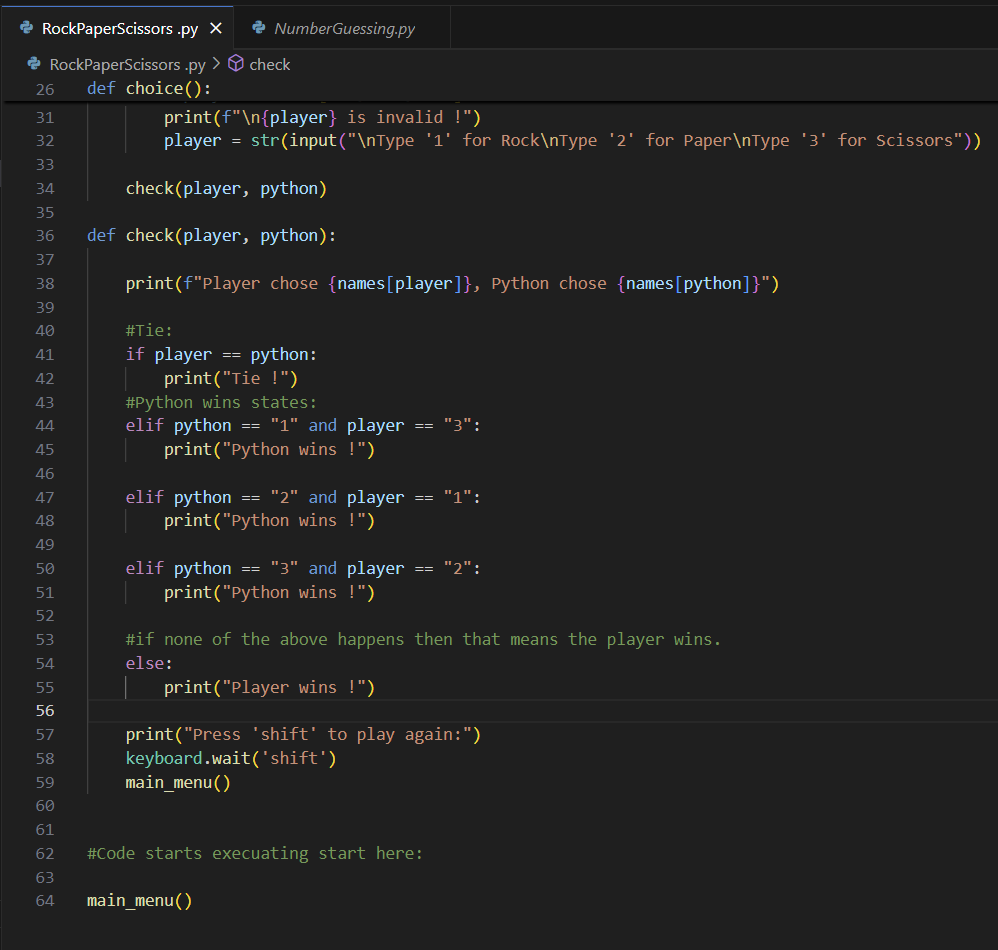 RockPaperScissors .py ×
NumberGuessing.py
RockPaperScissors .py > check
26 def choice():
31 print(f"\n{player} is invalid !")
32 player = str(input("\nType '1' for Rock\nType '2' for Paper\nType '3' for Scissors"))
33
34 check(player, python)
35
36 def check(player, python):
37
38 print(f"Player chose {names[player]}, Python chose {names[python]}")
39
40 #Tie:
41 if player == python:
42 print("Tie !")
43 #Python wins states:
44 elif python == "1" and player == "3":
45 print("Python wins !")
46
47 elif python == "2" and player == "1":
48 print("Python wins !")
49
50 elif python == "3" and player == "2":
51 print("Python wins !")
52
53 #if none of the above happens then that means the player wins.
54 else:
55 print("Player wins !")
56
57 print("Press 'shift' to play again:")
58 keyboard.wait('shift')
59 main_menu()
60
61
62 #Code starts execuating start here:
63
64 main_menu()